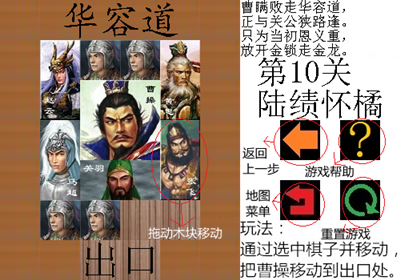 华容道
曹瞒败走华容道，
正与关公狭路逢。
只为当初恩义重，
放开金锁走金龙。
第10关
陆绩怀橘
曹操
马超
关羽
返回
上一步
游戏帮助
地图
菜单
重置游戏
拖动木块移动
玩法：
通过选中棋子并移动，
把曹操移动到出口处。
出口